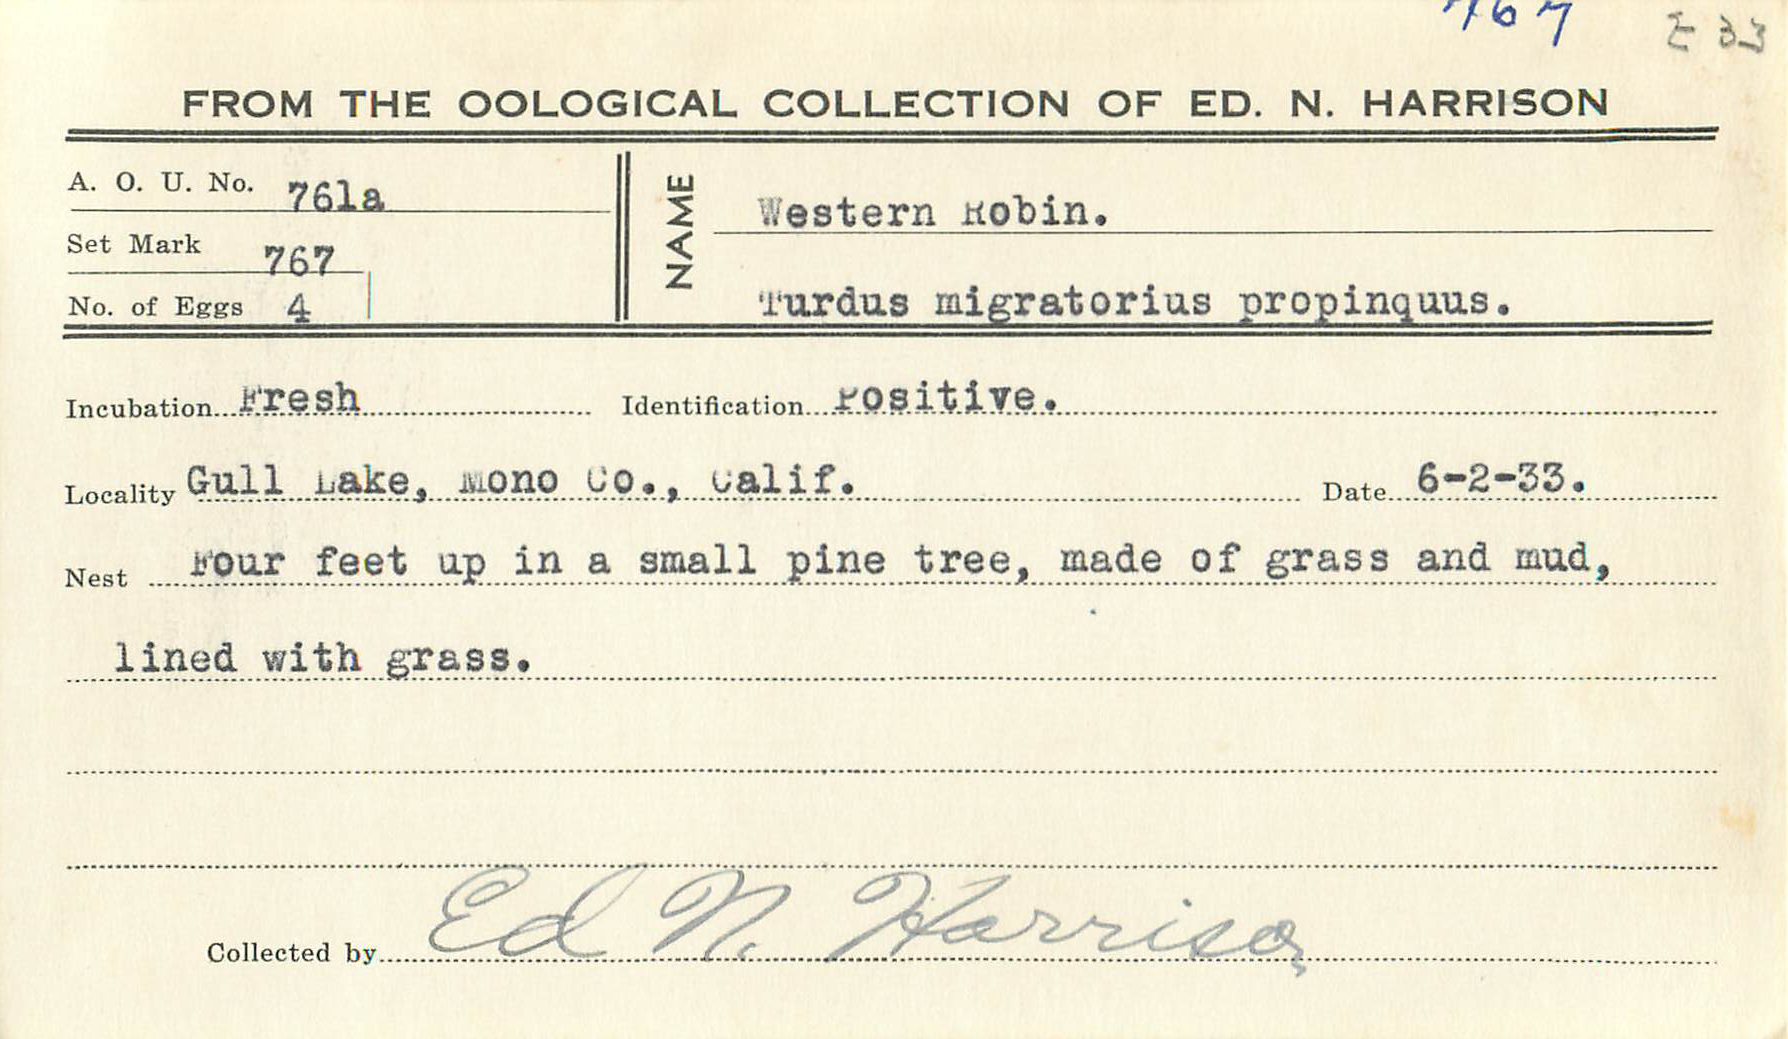 767 E 33
FROM THE OOLOGICAL COLLECTION OF ED. N. HARRISON
A. O. U. No. 761a
Set Mark 767
No. of Eggs 4
NAME
Western Robin.
Turdus migratorius propinquus.
Incubation Fresh Identification Positive.
Locality Gull Lake, Mono Co., Calif. Date 6-2-33.
Nest Four feet up in a small pine tree, made of grass and mud,
lined with grass.
Collected by Ed N. Harrison